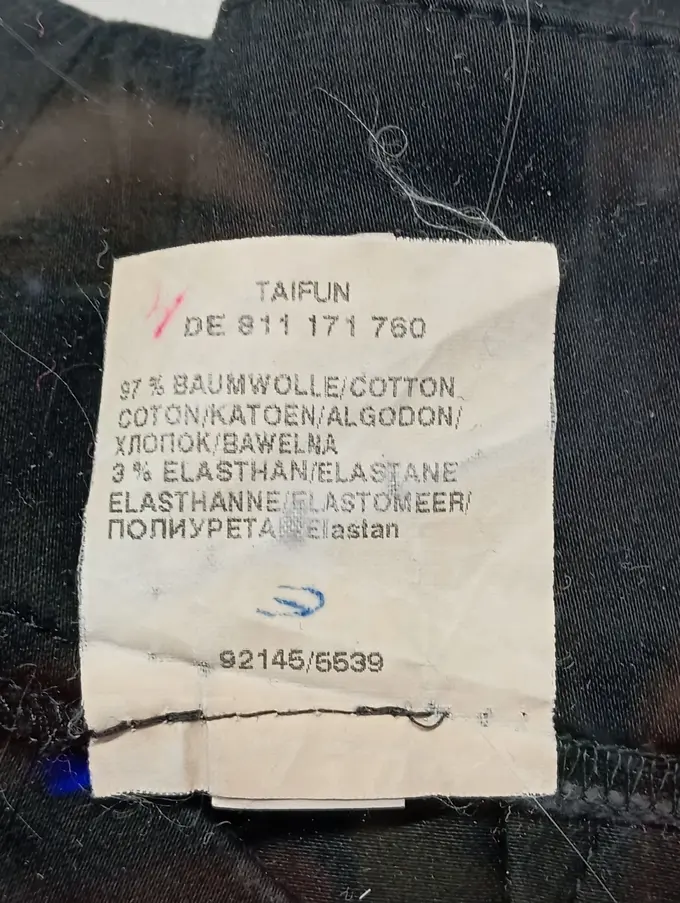 TAIFUN
DE 811 171 760
97 % BAUMWOLLE/COTTON
COTON/KATOEN/ALGODON/
ХЛОПОК/BAWELNA
3 % ELASTHAN/ELASTANE
ELASTHANNE/ELASTOMEER/
ПОЛИУРЕТА Elastan
92145/5539